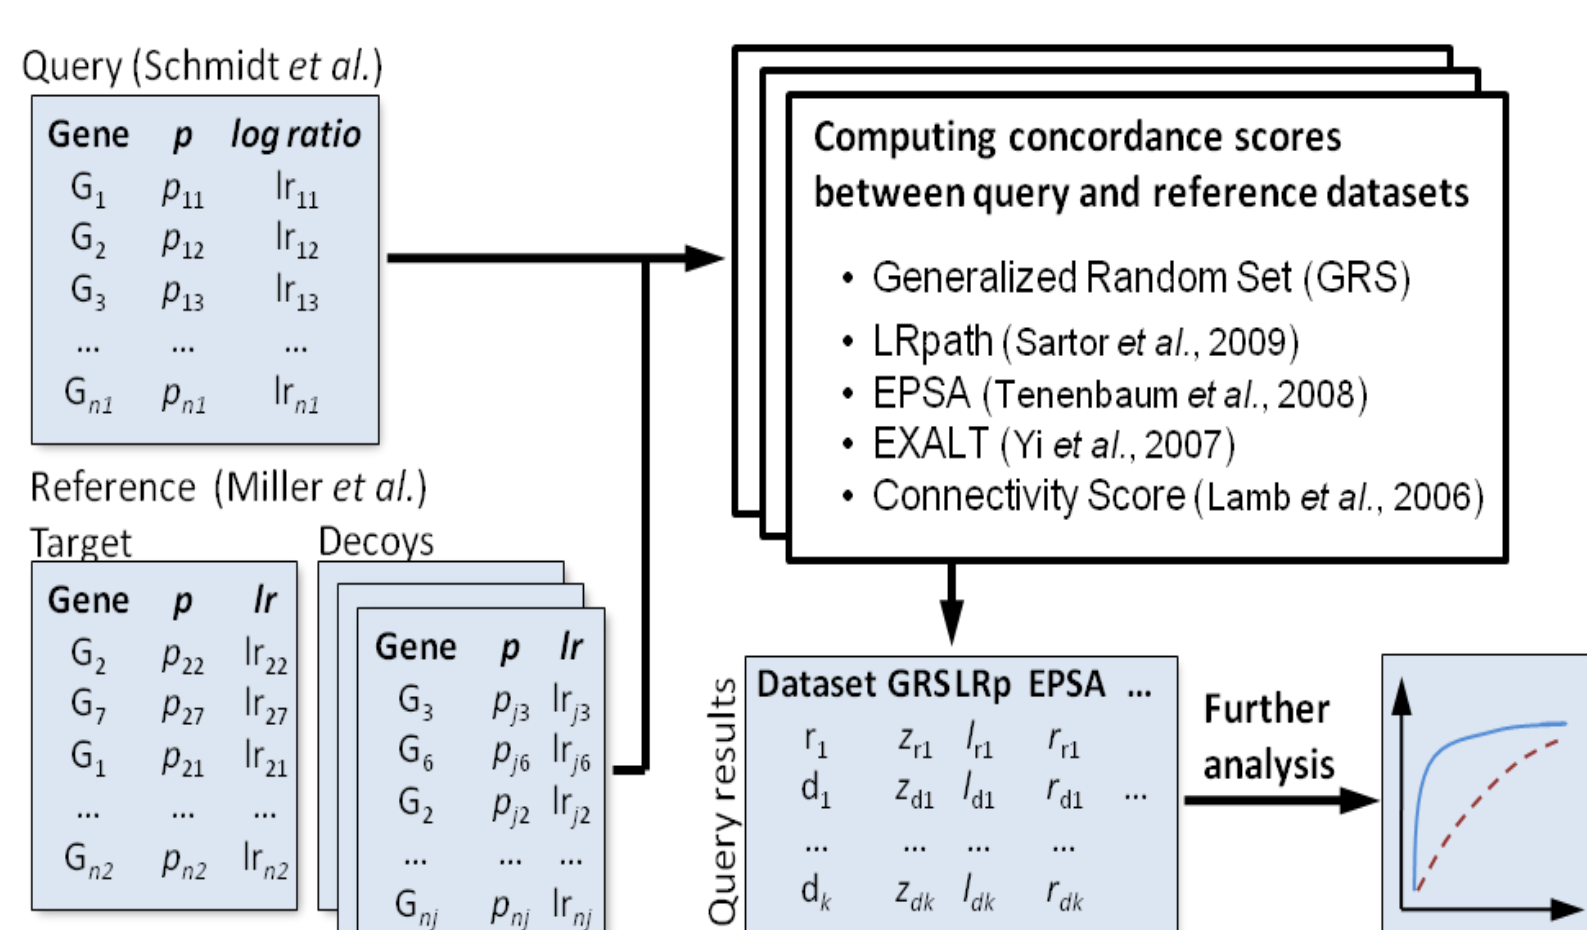 Query (Schmidt et al.)
Gene p log ratio
G1 p11 lr11
G2 p12 lr12
G3 p13 lr13
... ... ...
Gn1 pn1 lrn1
Reference (Miller et al.)
Target
Gene p lr
G2 p22 lr22
G7 p27 lr27
G1 p21 lr21
... ... ...
Gn2 pn2 lrn2
Decoys
Gene p lr
G3 pj3 lrj3
G6 pj6 lrj6
G2 pj2 lrj2
... ... ...
Gnj pnj lrnj
Computing concordance scores
between query and reference datasets
• Generalized Random Set (GRS)
• LRpath (Sartor et al., 2009)
• EPSA (Tenenbaum et al., 2008)
• EXALT (Yi et al., 2007)
• Connectivity Score (Lamb et al., 2006)
Query results
Dataset GRS LRp EPSA ...
r1 zr1 lr1 rr1
d1 zd1 ld1 rd1 ...
... ... ... ...
dk zdk ldk rdk
Further
analysis